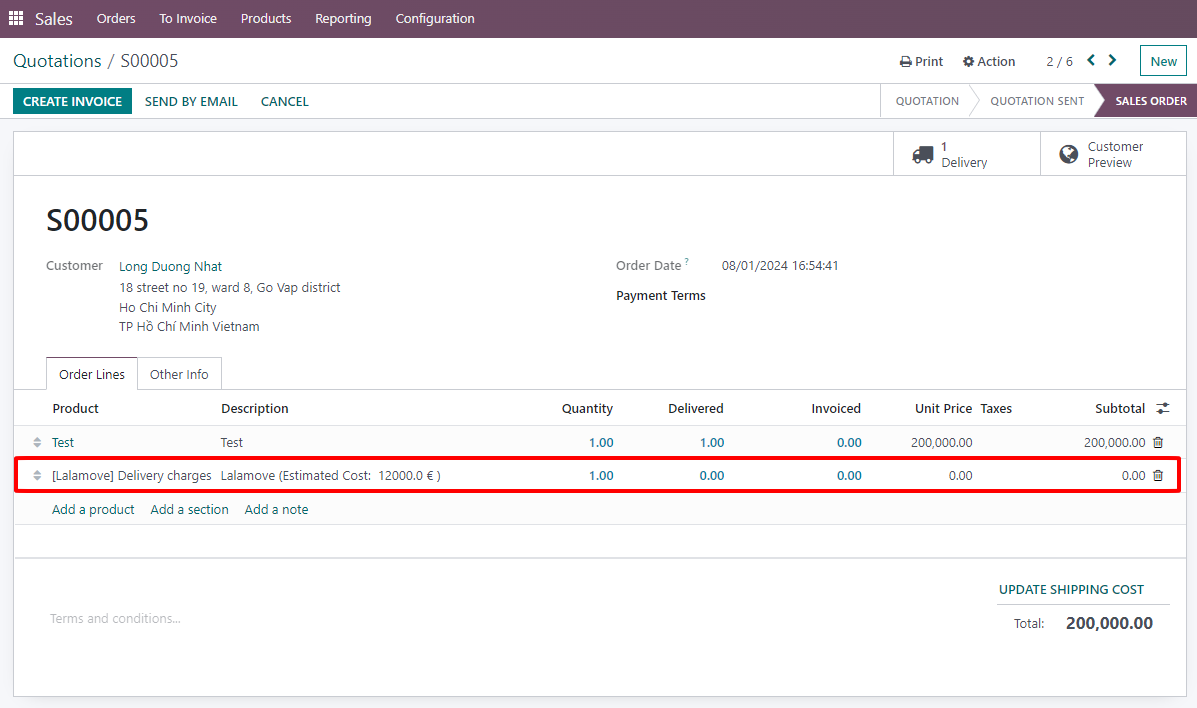 Sales Orders To Invoice Products Reporting Configuration
Quotations / S00005 Print Action 2 / 6 New
CREATE INVOICE SEND BY EMAIL CANCEL QUOTATION QUOTATION SENT SALES ORDER
1
Delivery
Customer
Preview
S00005
Customer Long Duong Nhat
18 street no 19, ward 8, Go Vap district
Ho Chi Minh City
TP Hồ Chí Minh Vietnam
Order Date ? 08/01/2024 16:54:41
Payment Terms
Order Lines Other Info
Product Description Quantity Delivered Invoiced Unit Price Taxes Subtotal
Test Test 1.00 1.00 0.00 200,000.00 200,000.00
[Lalamove] Delivery charges Lalamove (Estimated Cost: 12000.0 € ) 1.00 0.00 0.00 0.00 0.00
Add a product Add a section Add a note
UPDATE SHIPPING COST
Terms and conditions...
Total: 200,000.00